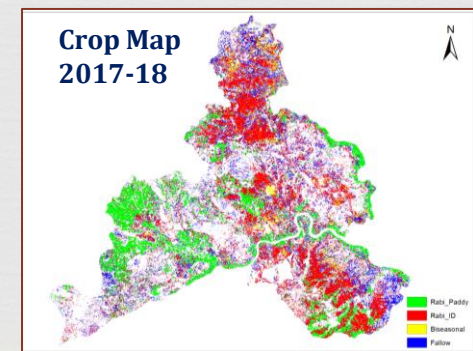 Crop Map
2017-18
N
Rabi_Paddy
Rabi_ID
Biseasonal
Fallow